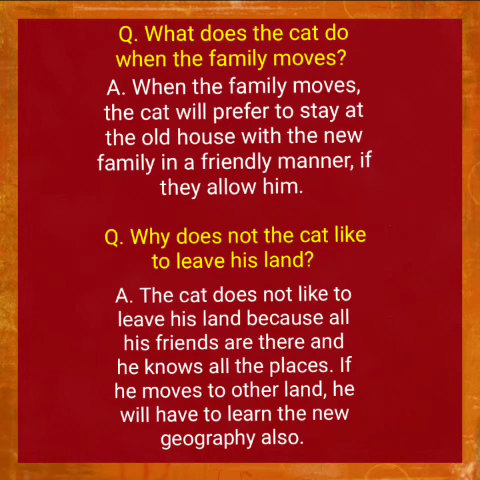 Q. What does the cat do
when the family moves?
A. When the family moves,
the cat will prefer to stay at
the old house with the new
family in a friendly manner, if
they allow him.
Q. Why does not the cat like
to leave his land?
A. The cat does not like to
leave his land because all
his friends are there and
he knows all the places. If
he moves to other land, he
will have to learn the new
geography also.